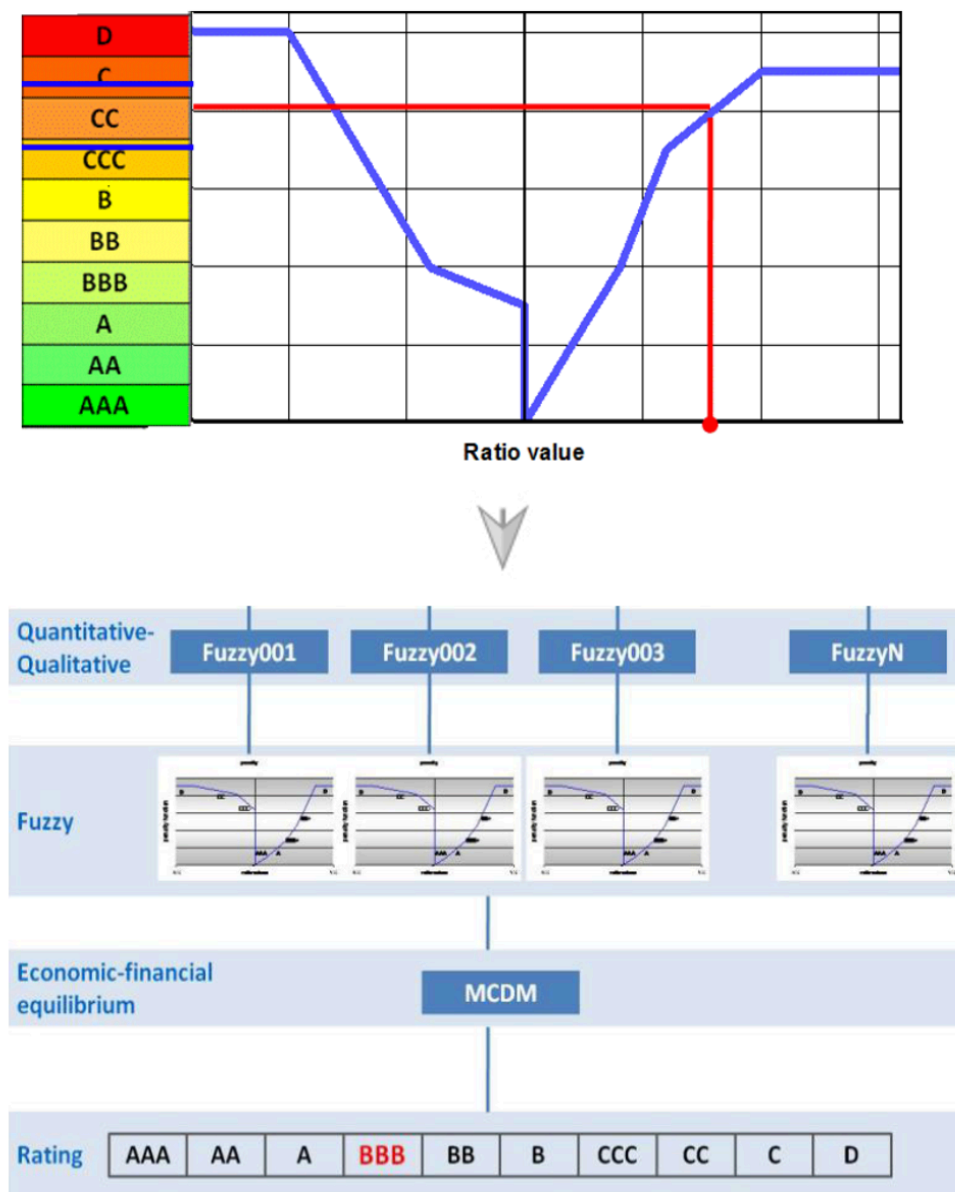 D
C
CC
CCC
B
BB
BBB
A
AA
AAA
Ratio value
Quantitative-
Qualitative
Fuzzy001
Fuzzy002
Fuzzy003
FuzzyN
Fuzzy
Economic-financial
equilibrium
MCDM
Rating
AAA
AA
A
BBB
BB
B
CCC
CC
C
D